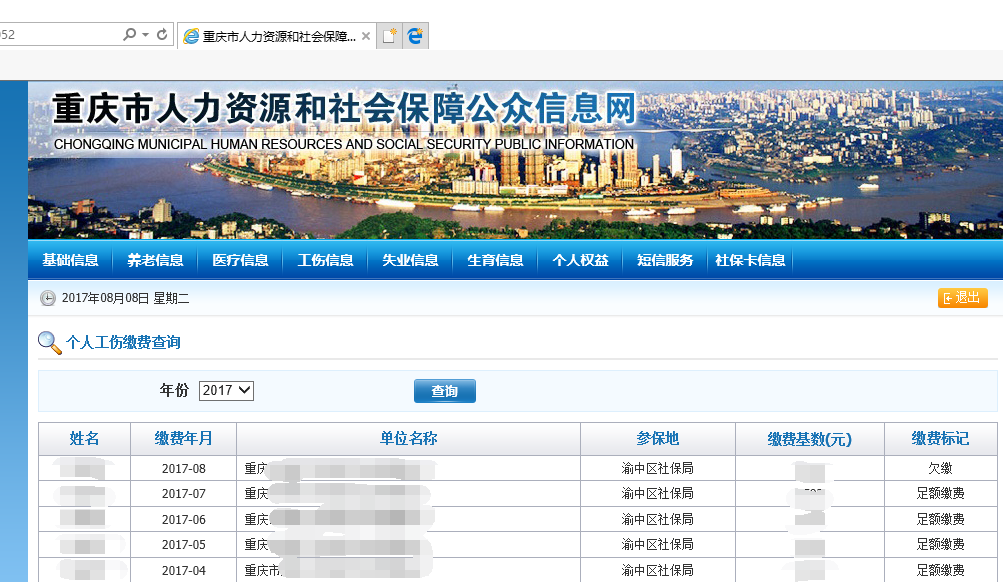 52
重庆市人力资源和社会保障...
重庆市人力资源和社会保障公众信息网
CHONGQING MUNICIPAL HUMAN RESOURCES AND SOCIAL SECURITY PUBLIC INFORMATION
基础信息 养老信息 医疗信息 工伤信息 失业信息 生育信息 个人权益 短信服务 社保卡信息
2017年08月08日 星期二 退出
个人工伤缴费查询
年份 2017 查询
姓名 缴费年月 单位名称 参保地 缴费基数(元) 缴费标记
2017-08 重庆 渝中区社保局 欠缴
2017-07 重庆 渝中区社保局 足额缴费
2017-06 重庆 渝中区社保局 足额缴费
2017-05 重庆 渝中区社保局 足额缴费
2017-04 重庆市 渝中区社保局 足额缴费